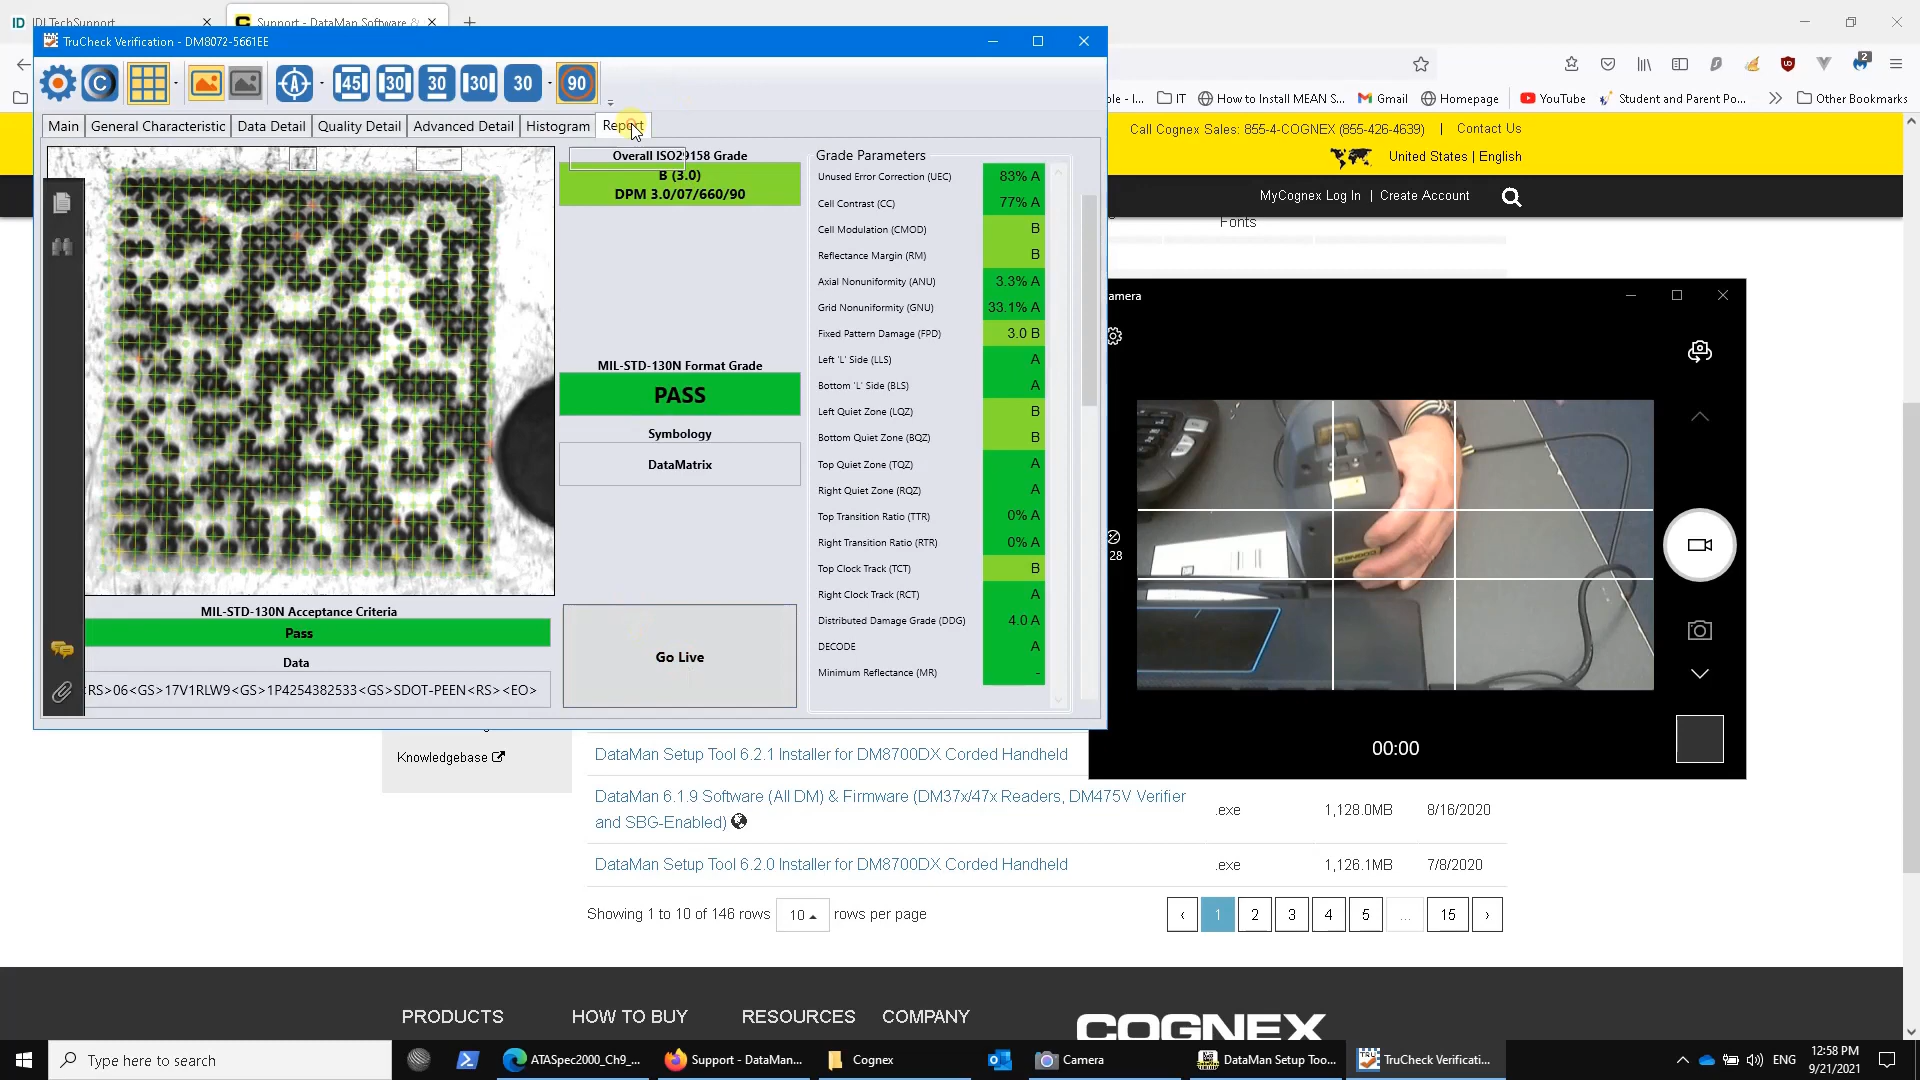 ID IDI TechSupport
Support - DataMan Software &
TruCheck Verification - DM8072-5661EE
C A 45 30 30 30 30 90
Main General Characteristic Data Detail Quality Detail Advanced Detail Histogram Report
Overall ISO29158 Grade
B (3.0)
DPM 3.0/07/660/90
MIL-STD-130N Format Grade
PASS
Symbology
DataMatrix
Go Live
MIL-STD-130N Acceptance Criteria
Pass
Data
RS>06<GS>17V1RLW9<GS>1P4254382533<GS>SDOT-PEEN<RS><EO>
Grade Parameters
Unused Error Correction (UEC) 83% A
Cell Contrast (CC) 77% A
Cell Modulation (CMOD) B
Reflectance Margin (RM) B
Axial Nonuniformity (ANU) 3.3% A
Grid Nonuniformity (GNU) 33.1% A
Fixed Pattern Damage (FPD) 3.0 B
Left 'L' Side (LLS) A
Bottom 'L' Side (BLS) A
Left Quiet Zone (LQZ) B
Bottom Quiet Zone (BQZ) B
Top Quiet Zone (TQZ) A
Right Quiet Zone (RQZ) A
Top Transition Ratio (TTR) 0% A
Right Transition Ratio (RTR) 0% A
Top Clock Track (TCT) B
Right Clock Track (RCT) A
Distributed Damage Grade (DDG) 4.0 A
DECODE A
Minimum Reflectance (MR) -
2
ole - I... IT How to Install MEAN S... Gmail Homepage YouTube Student and Parent Po... Other Bookmarks
Call Cognex Sales: 855-4-COGNEX (855-426-4639) | Contact Us
United States | English
MyCognex Log In | Create Account
Fonts
amera
28
00:00
Knowledgebase
DataMan Setup Tool 6.2.1 Installer for DM8700DX Corded Handheld
DataMan 6.1.9 Software (All DM) & Firmware (DM37x/47x Readers, DM475V Verifier
and SBG-Enabled) .exe 1,128.0MB 8/16/2020
DataMan Setup Tool 6.2.0 Installer for DM8700DX Corded Handheld .exe 1,126.1MB 7/8/2020
Showing 1 to 10 of 146 rows 10 rows per page
‹ 1 2 3 4 5 ... 15 ›
PRODUCTS HOW TO BUY RESOURCES COMPANY
COGNEX
Type here to search
ATASpec2000_Ch9_... Support - DataMan... Cognex Camera DataMan Setup Too... TruCheck Verificati...
ENG
12:58 PM
9/21/2021